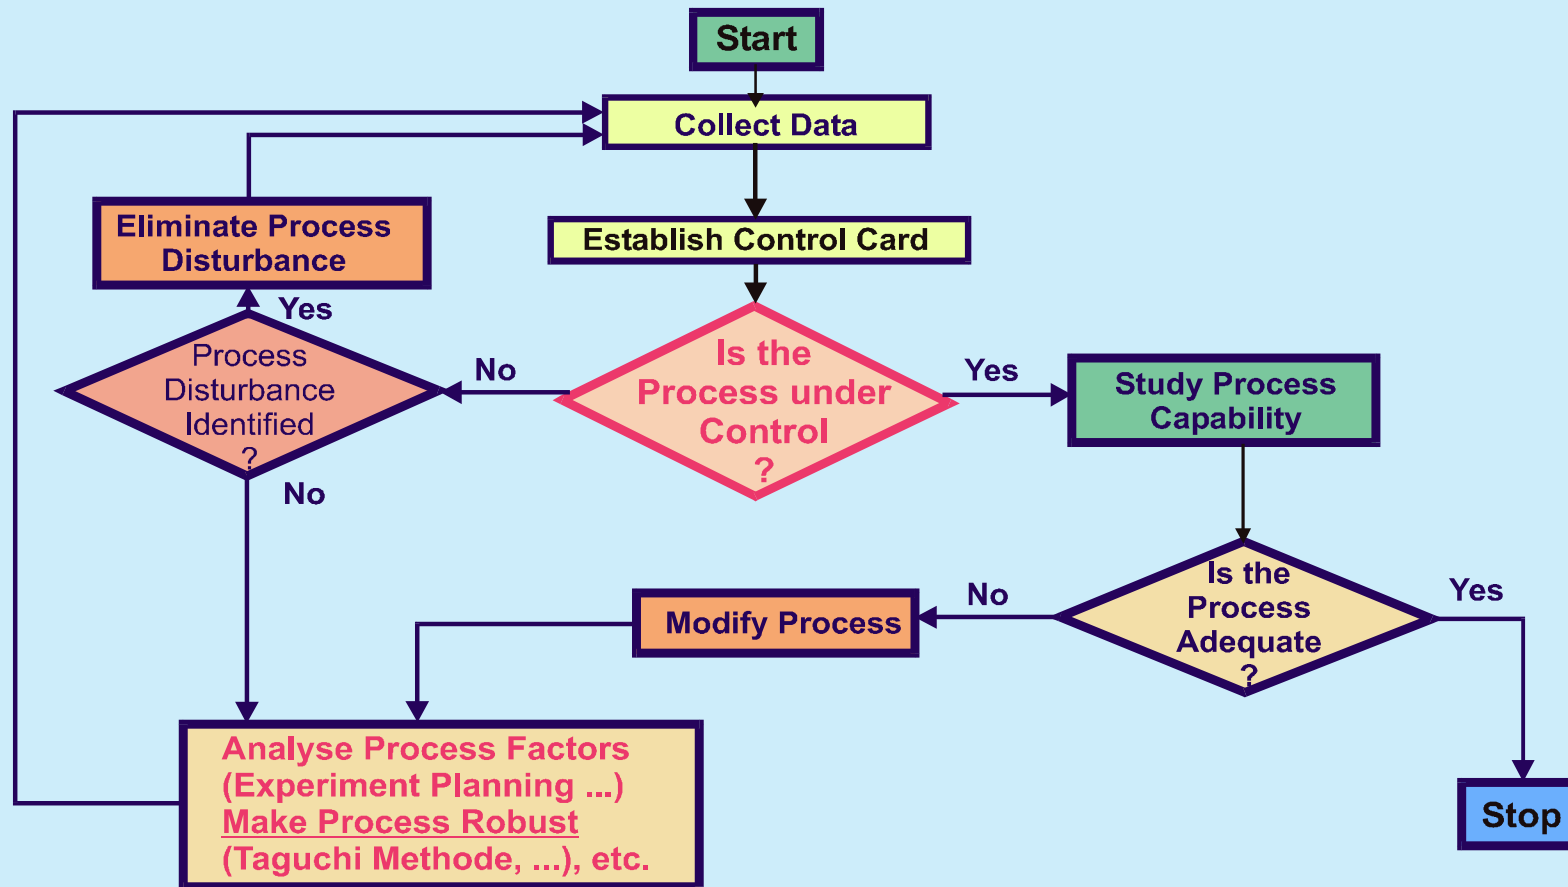 Start
Collect Data
Establish Control Card
Eliminate Process
Disturbance
Yes
Process
Disturbance
Identified
?
No
No
Is the
Process under
Control
?
Yes
Study Process
Capability
Is the
Process
Adequate
?
No
Yes
Modify Process
Analyse Process Factors
(Experiment Planning ...)
Make Process Robust
(Taguchi Methode, ...), etc.
Stop